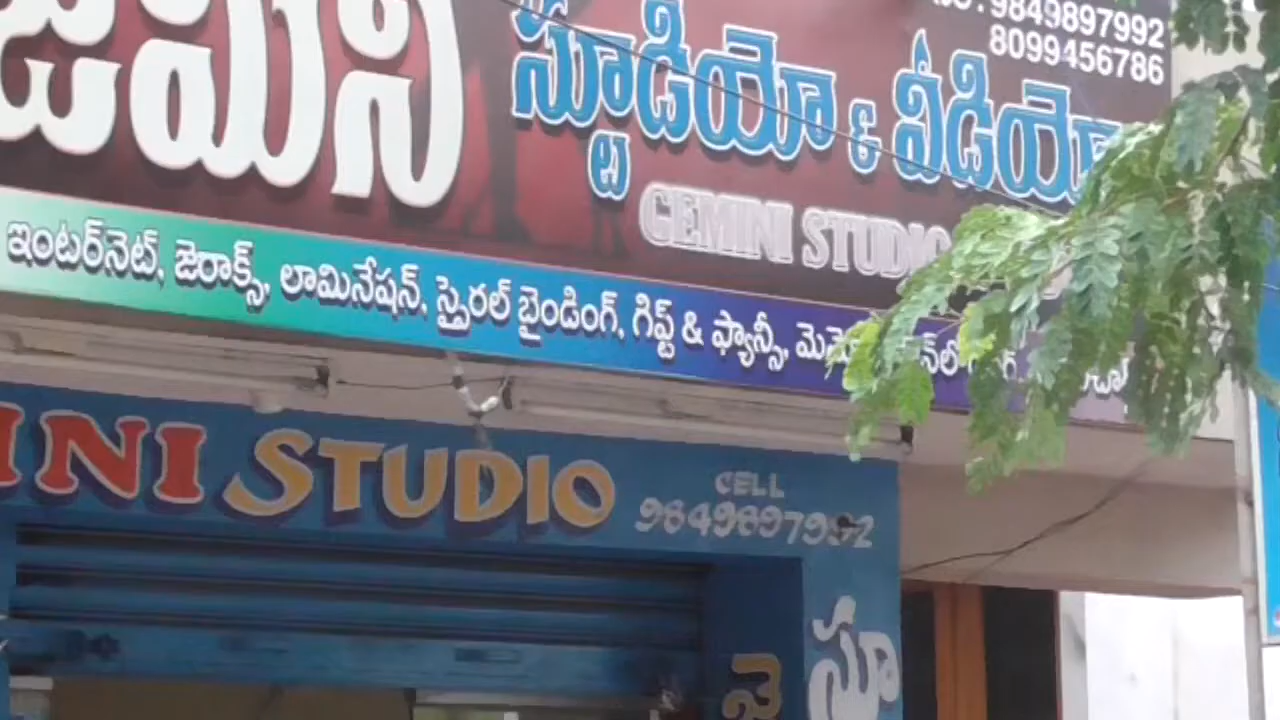 జెమిని స్టూడియో & వీడియో
9849897992
8099456786
GEMINI STUDIO
ఇంటర్‌నెట్, జెరాక్స్, లామినేషన్, స్పైరల్ బైండింగ్, గిఫ్ట్ & ఫ్యాన్సీ,
INI STUDIO
CELL
9849897992
స్టూ
వై